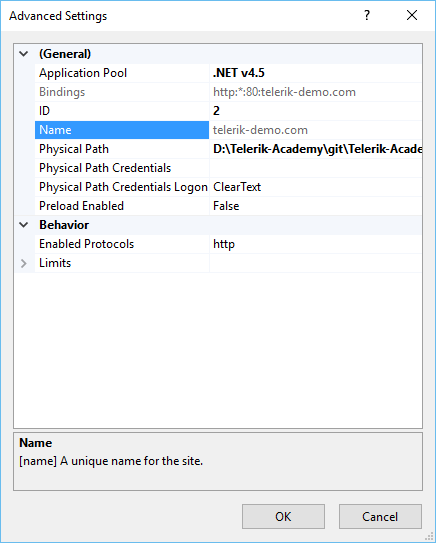 Advanced Settings
(General)
Application Pool .NET v4.5
Bindings http:*:80:telerik-demo.com
ID 2
Name telerik-demo.com
Physical Path D:\Telerik-Academy\git\Telerik-Acade
Physical Path Credentials
Physical Path Credentials Logon ClearText
Preload Enabled False
Behavior
Enabled Protocols http
Limits
Name
[name] A unique name for the site.
OK Cancel